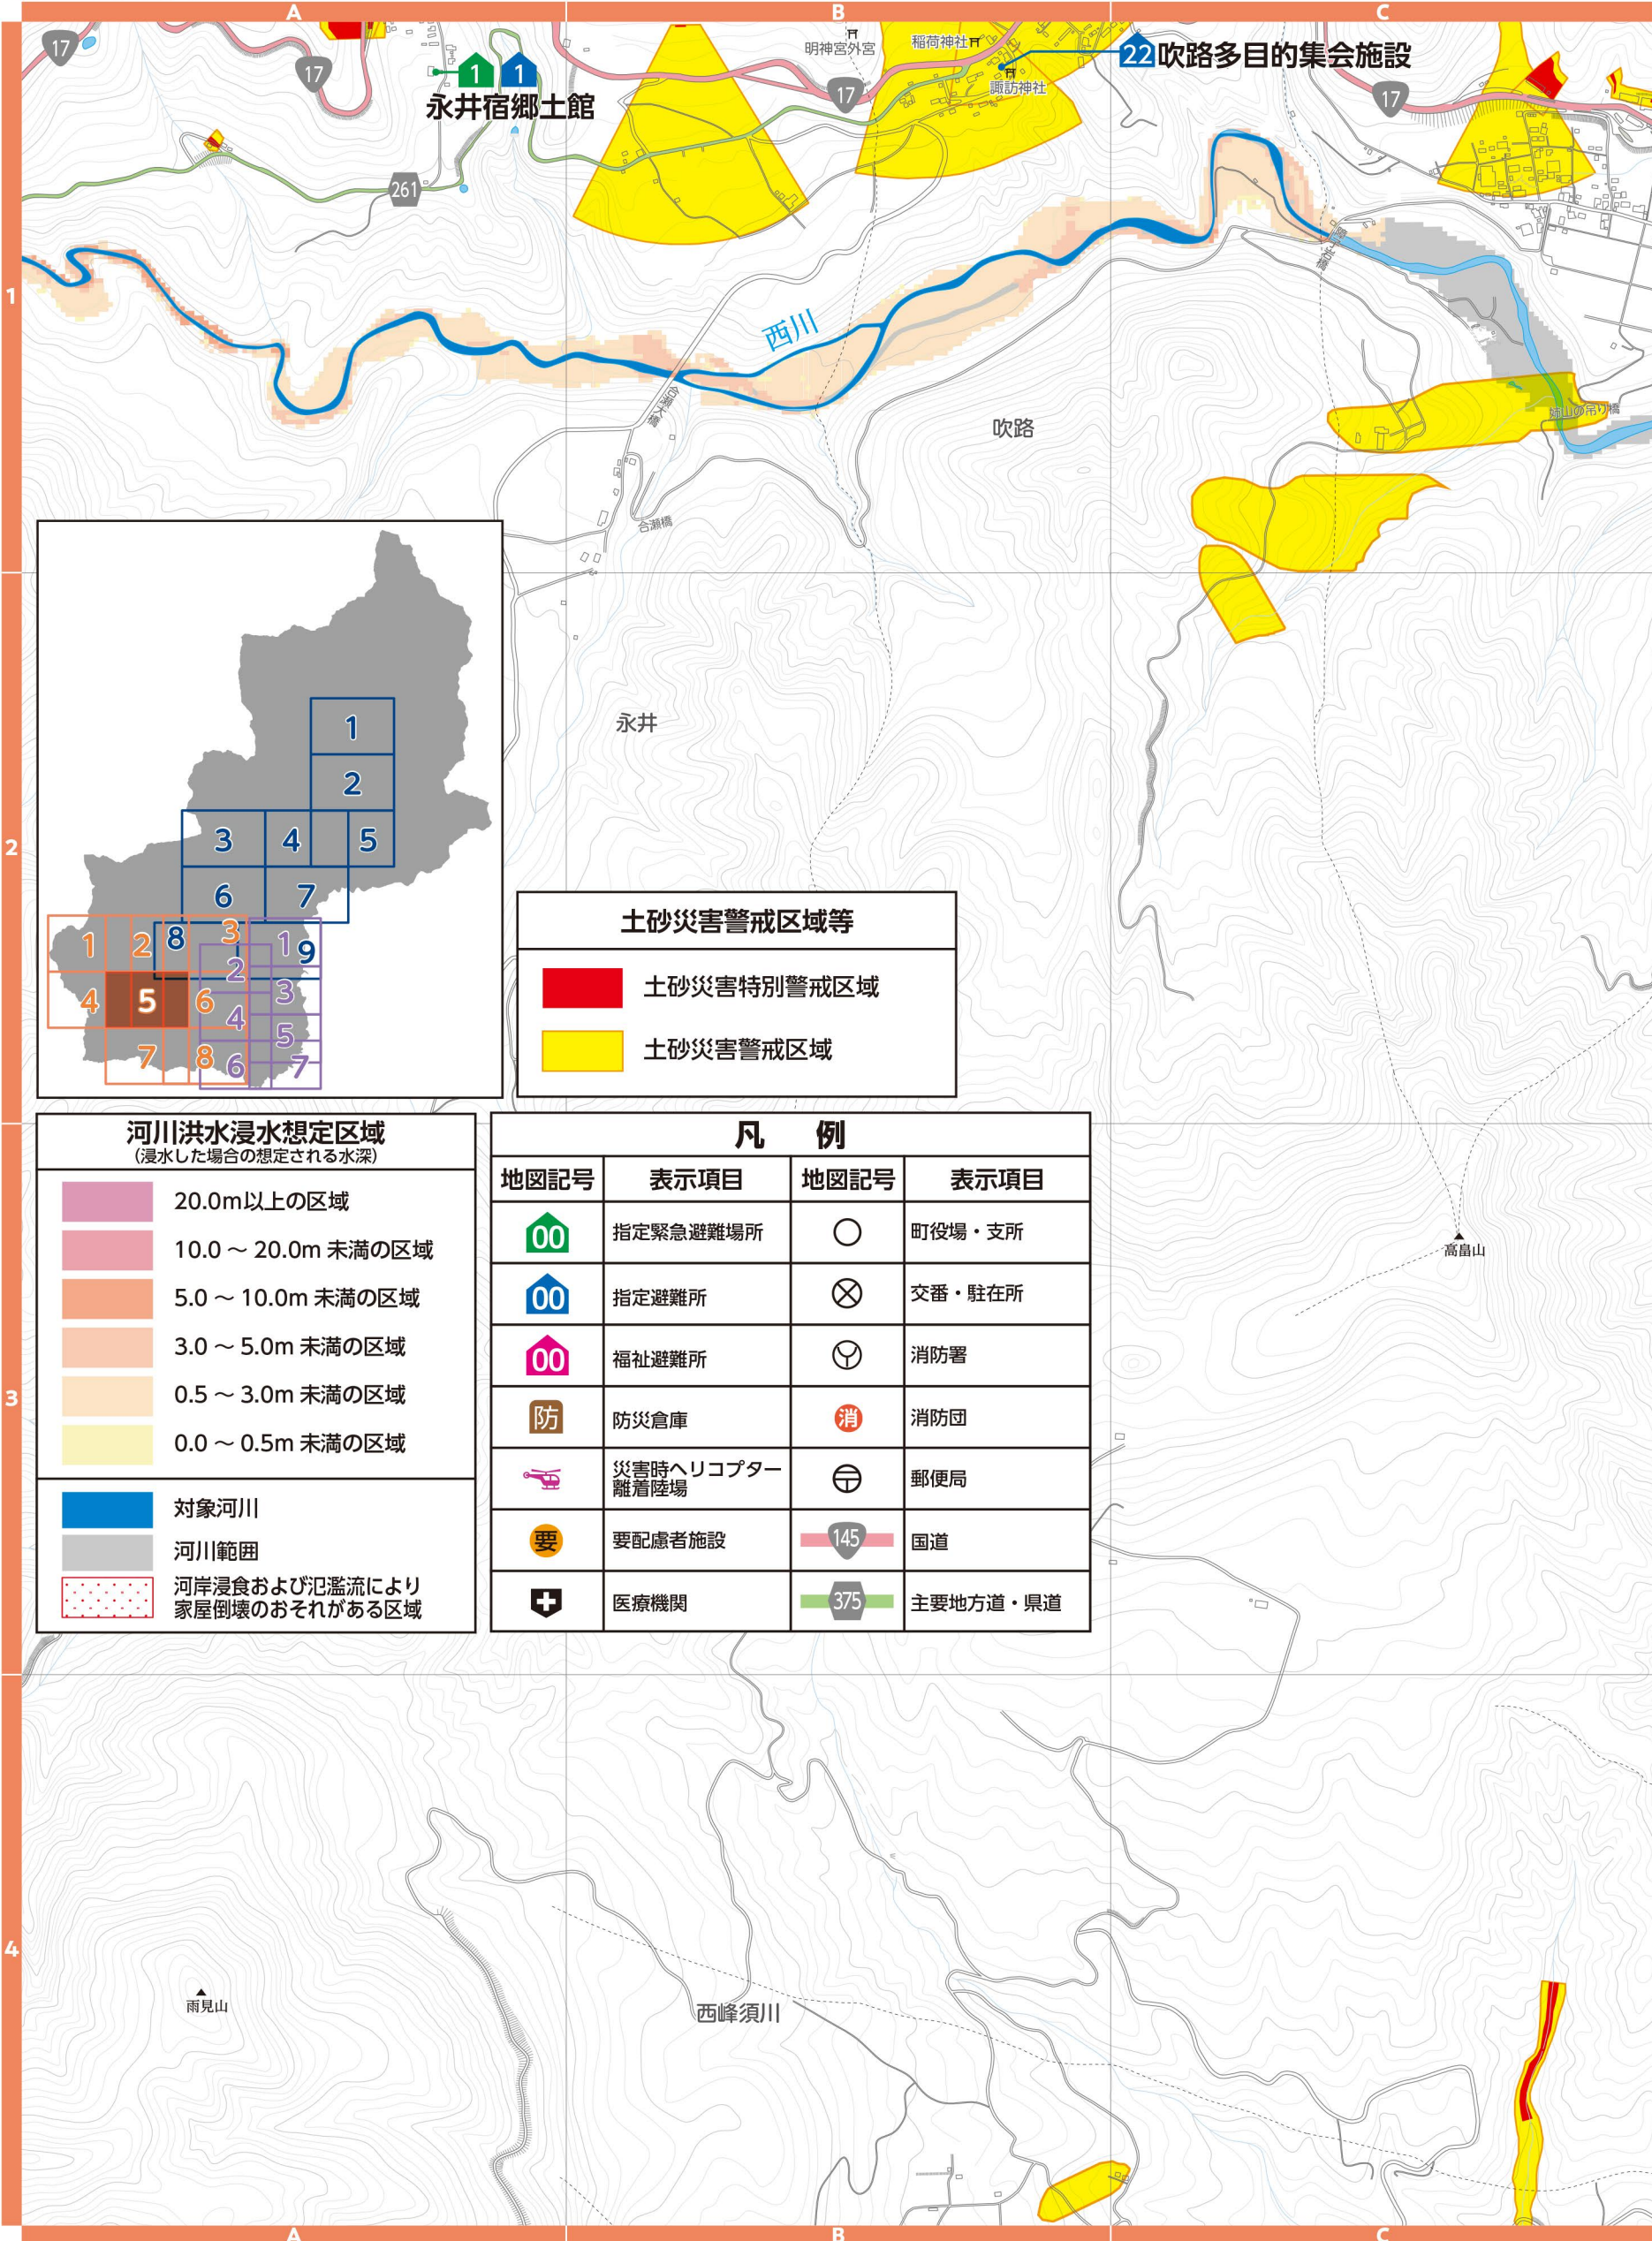 A
B
C
17
17
1
1
永井宿郷土館
明神宮外宮
稲荷神社
諏訪神社
22吹路多目的集会施設
17
17
261
1
西川
合瀬大橋
吹路
姉山の吊り橋
合瀬橋
永井
2
1
2
3
4
5
6
7
8
9
1
2
3
4
5
6
7
8
1
2
3
4
5
6
7
土砂災害警戒区域等
土砂災害特別警戒区域
土砂災害警戒区域
河川洪水浸水想定区域
(浸水した場合の想定される水深)
20.0m以上の区域
10.0 ～ 20.0m 未満の区域
5.0 ～ 10.0m 未満の区域
3.0 ～ 5.0m 未満の区域
0.5 ～ 3.0m 未満の区域
0.0 ～ 0.5m 未満の区域
対象河川
河川範囲
河岸浸食および氾濫流により
家屋倒壊のおそれがある区域
凡 例
地図記号 表示項目 地図記号 表示項目
00 指定緊急避難場所 町役場・支所
00 指定避難所 交番・駐在所
00 福祉避難所 消防署
防 防災倉庫 消 消防団
災害時ヘリコプター
離着陸場 郵便局
要 要配慮者施設 145 国道
医療機関 375 主要地方道・県道
高畠山
3
4
雨見山
西峰須川
A
B
C